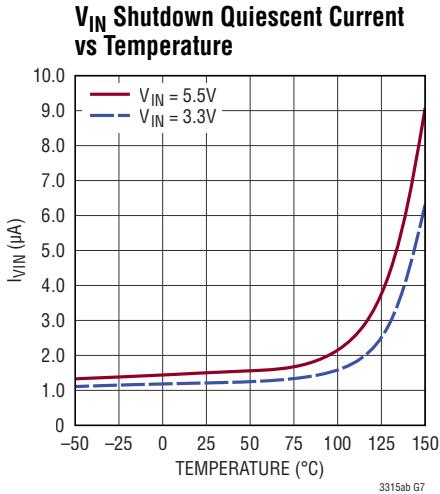 VIN Shutdown Quiescent Current
vs Temperature
10.0
9.0
8.0
7.0
6.0
5.0
4.0
3.0
2.0
1.0
0
IVIN (µA)
VIN = 5.5V
VIN = 3.3V
–50 –25 0 25 50 75 100 125 150
TEMPERATURE (°C)
3315ab G7